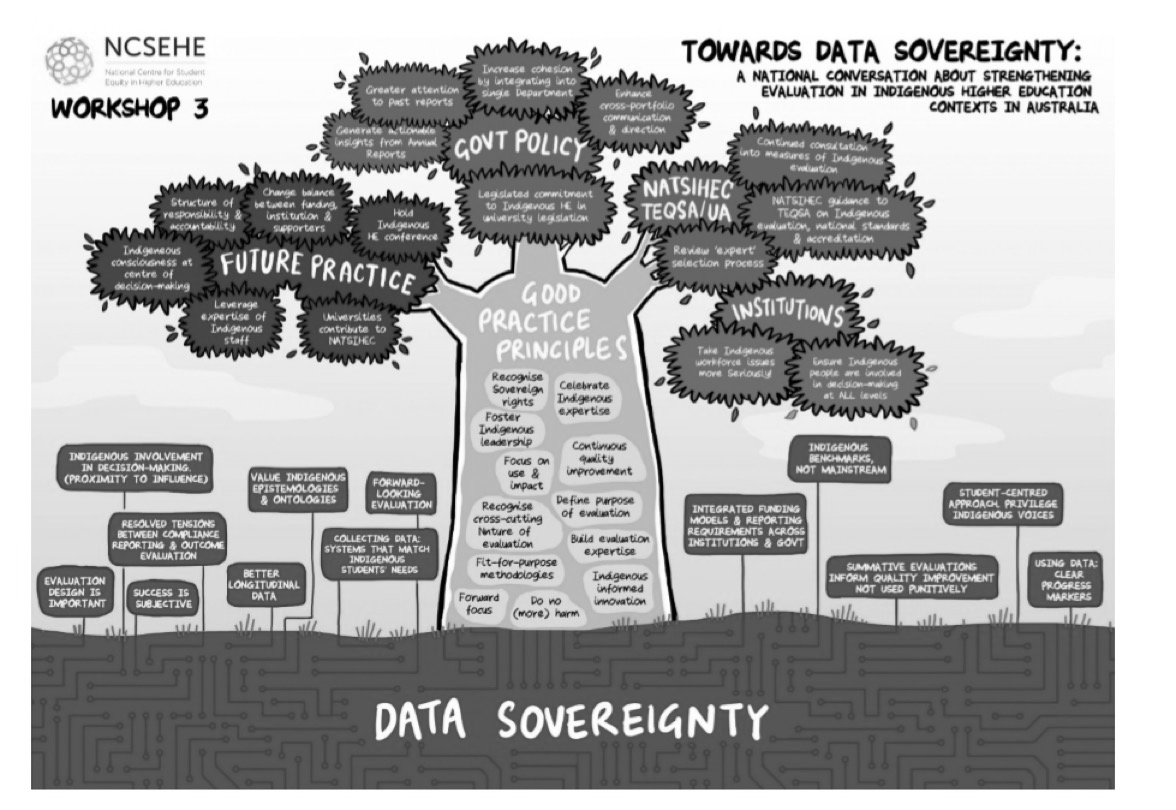 NCSEHE
National Centre for Student
Equity in Higher Education
WORKSHOP 3
TOWARDS DATA SOVEREIGNTY:
A NATIONAL CONVERSATION ABOUT STRENGTHENING
EVALUATION IN INDIGENOUS HIGHER EDUCATION
CONTEXTS IN AUSTRALIA
Greater attention
to past reports
Increase cohesion
by integrating into
single Department
Enhance
cross-portfolio
communication
& direction
Generate actionable
insights from Annual
Reports
GOVT POLICY
Legislated commitment
to Indigenous HE in
university legislation
NATSIHEC
TEQSA/UA
Continued consultation
into measures of Indigenous
evaluation
NATSIHEC guidance to
TEQSA on Indigenous
evaluation, national standards
& accreditation
Review 'expert'
selection process
Structure of
responsibility &
accountability
Change balance
between funding,
institution &
supporters
Hold
Indigenous
HE conference
Indigeneous
consciousness at
centre of
decision-making
FUTURE PRACTICE
Leverage
expertise of
Indigenous
staff
Universities
contribute to
NATSIHEC
INSTITUTIONS
Take Indigenous
workforce issues
more Seriously!
Ensure Indigenous
people are involved
in decision-making
at ALL levels
GOOD
PRACTICE
PRINCIPLES
Recognise
Sovereign
rights
Celebrate
Indigenous
expertise
Foster
Indigenous
leadership
Continuous
quality
improvement
Focus on
use &
impact
Define purpose
of evaluation
Recognise
cross-cutting
Nature of
evaluation
Build evaluation
expertise
Fit-for-purpose
methodologies
Indigenous
informed
innovation
Forward
focus
Do no
(more) harm
INDIGENOUS INVOLVEMENT
IN DECISION-MAKING.
(PROXIMITY TO INFLUENCE)
VALUE INDIGENOUS
EPISTEMOLOGIES
& ONTOLOGIES
FORWARD-
LOOKING
EVALUATION
RESOLVED TENSIONS
BETWEEN COMPLIANCE
REPORTING & OUTCOME
EVALUATION
COLLECTING DATA:
SYSTEMS THAT MATCH
INDIGENOUS
STUDENTS' NEEDS
EVALUATION
DESIGN IS
IMPORTANT
SUCCESS IS
SUBJECTIVE
BETTER
LONGITUDINAL
DATA
INDIGENOUS
BENCHMARKS,
NOT MAINSTREAM
INTEGRATED FUNDING
MODELS & REPORTING
REQUIREMENTS ACROSS
INSTITUTIONS & GOVT
STUDENT-CENTRED
APPROACH PRIVILEGE
INDIGENOUS VOICES
SUMMATIVE EVALUATIONS
INFORM QUALITY IMPROVEMENT
NOT USED PUNITIVELY
USING DATA:
CLEAR
PROGRESS
MARKERS
DATA SOVEREIGNTY